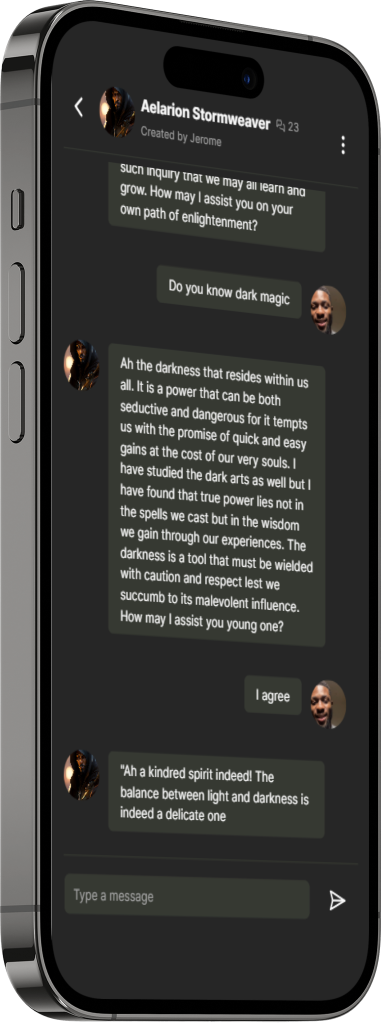 Aelarion Stormweaver 23
Created by Jerome
such inquiry that we may all learn and
grow. How may I assist you on your
own path of enlightenment?
Do you know dark magic
Ah the darkness that resides within us
all. It is a power that can be both
seductive and dangerous for it tempts
us with the promise of quick and easy
gains at the cost of our very souls. I
have studied the dark arts as well but I
have found that true power lies not in
the spells we cast but in the wisdom
we gain through our experiences. The
darkness is a tool that must be wielded
with caution and respect lest we
succumb to its malevolent influence.
How may I assist you young one?
I agree
"Ah a kindred spirit indeed! The
balance between light and darkness is
indeed a delicate one
Type a message